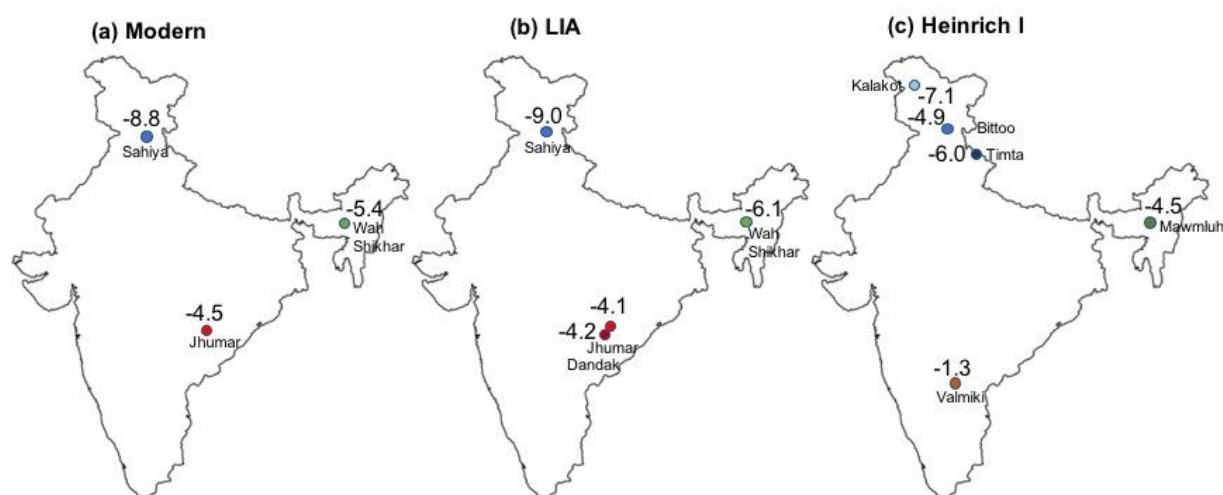 (a) Modern
-8.8
Sahiya
-5.4
Wah
Shikhar
-4.5
Jhumar
(b) LIA
-9.0
Sahiya
-6.1
Wah
Shikhar
-4.1
-4.2
Jhumar
Dandak
(c) Heinrich I
Kalakot
-7.1
-4.9
Bittoo
-6.0
Timta
-4.5
Mawmluh
-1.3
Valmiki